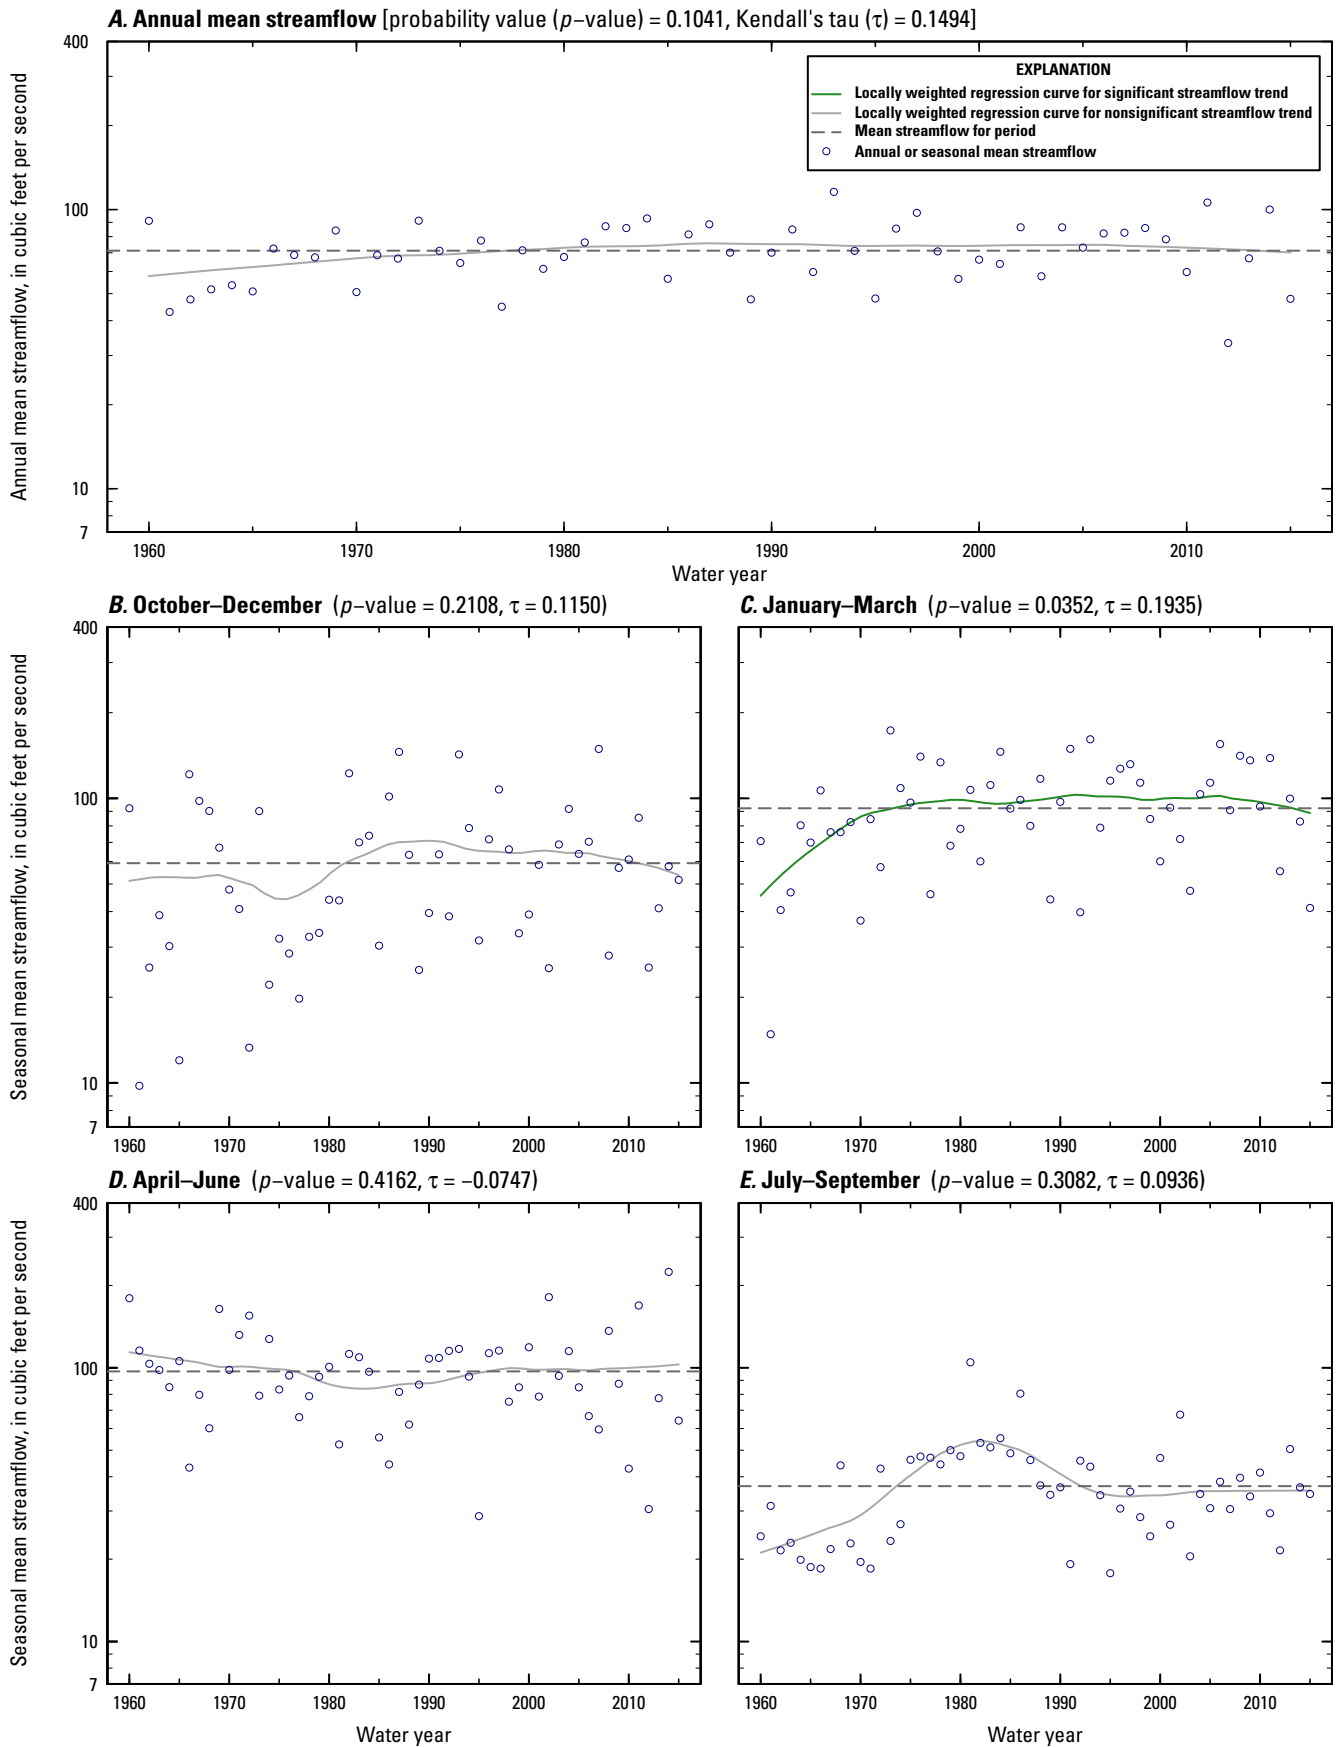 A. Annual mean streamflow [probability value (p−value) = 0.1041, Kendall's tau (τ) = 0.1494]
400
100
10
7
Annual mean streamflow, in cubic feet per second
EXPLANATION
Locally weighted regression curve for significant streamflow trend
Locally weighted regression curve for nonsignificant streamflow trend
Mean streamflow for period
Annual or seasonal mean streamflow
1960 1970 1980 1990 2000 2010
Water year
B. October–December (p−value = 0.2108, τ = 0.1150)
400
100
10
7
Seasonal mean streamflow, in cubic feet per second
1960 1970 1980 1990 2000 2010
C. January–March (p−value = 0.0352, τ = 0.1935)
1960 1970 1980 1990 2000 2010
D. April–June (p−value = 0.4162, τ = −0.0747)
400
100
10
7
Seasonal mean streamflow, in cubic feet per second
1960 1970 1980 1990 2000 2010
Water year
E. July–September (p−value = 0.3082, τ = 0.0936)
1960 1970 1980 1990 2000 2010
Water year